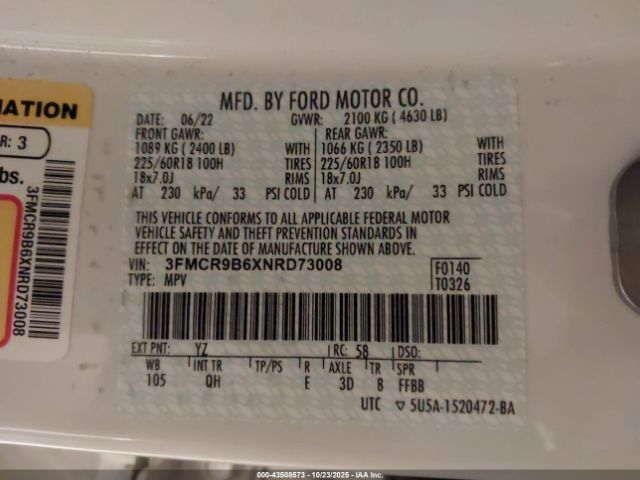 MATION
R: 3
bs.
3FMCR9B6XNRD73008
MFD. BY FORD MOTOR CO.
DATE: 06/22 GVWR: 2100 KG ( 4630 LB)
FRONT GAWR: REAR GAWR:
1089 KG ( 2400 LB) WITH 1066 KG ( 2350 LB) WITH
225/60R18 100H TIRES 225/60R18 100H TIRES
18x7.0J RIMS 18x7.0J RIMS
AT 230 kPa/ 33 PSI COLD AT 230 kPa/ 33 PSI COLD
THIS VEHICLE CONFORMS TO ALL APPLICABLE FEDERAL MOTOR
VEHICLE SAFETY AND THEFT PREVENTION STANDARDS IN
EFFECT ON THE DATE OF MANUFACTURE SHOWN ABOVE.
VIN: 3FMCR9B6XNRD73008 F0140
TYPE: MPV T0326
EXT PNT: YZ RC: 58 DSO:
WB INT TR TP/PS R AXLE TR SPR
105 QH E 3D 8 FFBB
UTC ▽ 5U5A-1520472-BA
© - 43508573 - 10/23/2025 - IAA Inc.